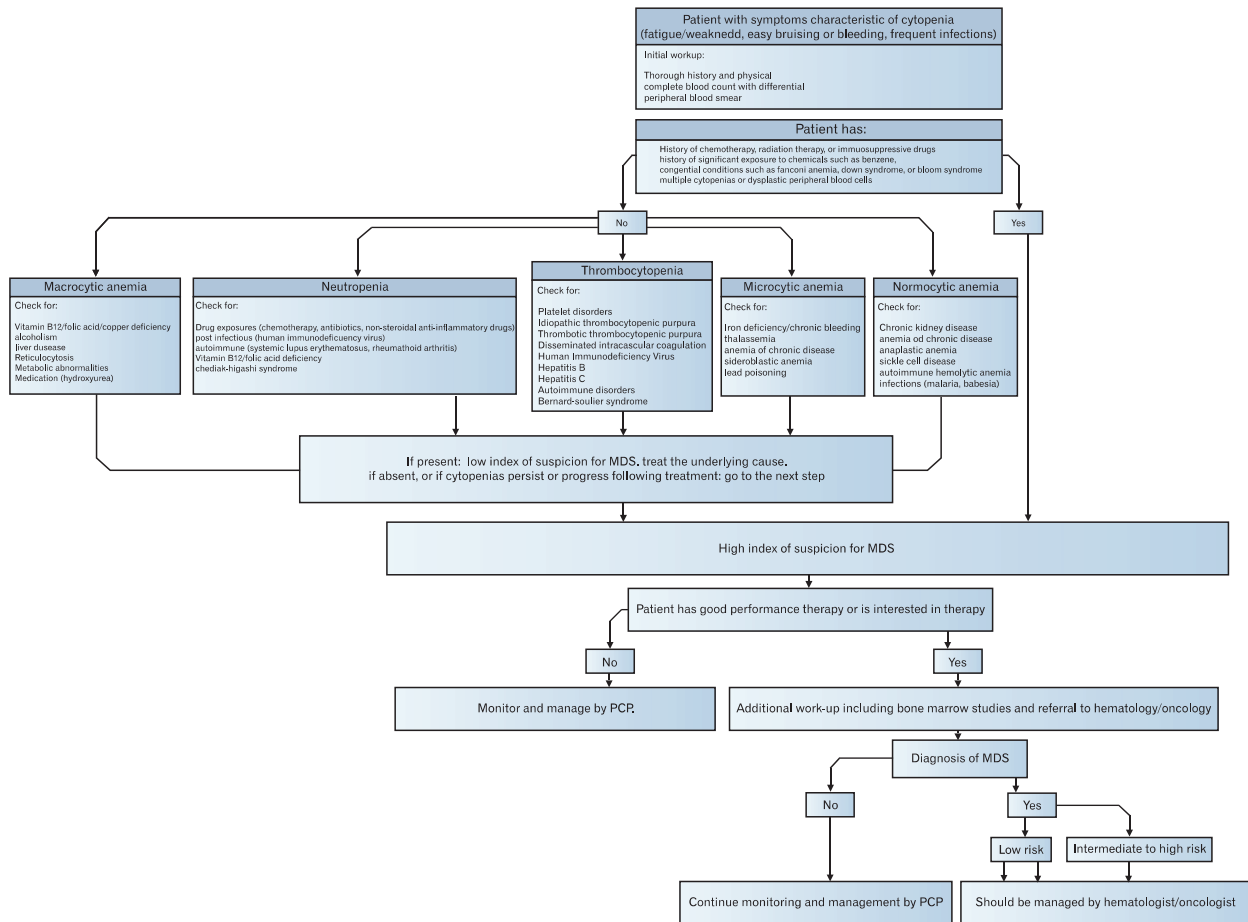 Patient with symptoms characteristic of cytopenia
(fatigue/weaknedd, easy bruising or bleeding, frequent infections)
Initial workup:
Thorough history and physical
complete blood count with differential
peripheral blood smear
Patient has:
History of chemotherapy, radiation therapy, or immuosuppressive drugs
history of significant exposure to chemicals such as benzene,
congential conditions such as fanconi anemia, down syndrome, or bloom syndrome
multiple cytopenias or dysplastic peripheral blood cells
No
Yes
Macrocytic anemia
Check for:
Vitamin B12/folic acid/copper deficiency
alcoholism
liver dusease
Reticulocytosis
Metabolic abnormalities
Medication (hydroxyurea)
Neutropenia
Check for:
Drug exposures (chemotherapy, antibiotics, non-steroidal anti-inflammatory drugs)
post infectious (human immunodeficuency virus)
autoimmune (systemic lupus erythematosus, rheumathoid arthritis)
Vitamin B12/folic acid deficiency
chediak-higashi syndrome
Thrombocytopenia
Check for:
Platelet disorders
Idiopathic thrombocytopenic purpura
Thrombotic thrombocytopenic purpura
Disseminated intracascular coagulation
Human Immunodeficiency Virus
Hepatitis B
Hepatitis C
Autoimmune disorders
Bernard-soulier syndrome
Microcytic anemia
Check for:
Iron deficiency/chronic bleeding
thalassemia
anemia of chronic disease
sideroblastic anemia
lead poisoning
Normocytic anemia
Check for:
Chronic kidney disease
anemia od chronic disease
anaplastic anemia
sickle cell disease
autoimmune hemolytic anemia
infections (malaria, babesia)
If present: low index of suspicion for MDS. treat the underlying cause.
if absent, or if cytopenias persist or progress following treatment: go to the next step
High index of suspicion for MDS
Patient has good performance therapy or is interested in therapy
No
Yes
Monitor and manage by PCP.
Additional work-up including bone marrow studies and referral to hematology/oncology
Diagnosis of MDS
No
Yes
Low risk
Intermediate to high risk
Continue monitoring and management by PCP
Should be managed by hematologist/oncologist